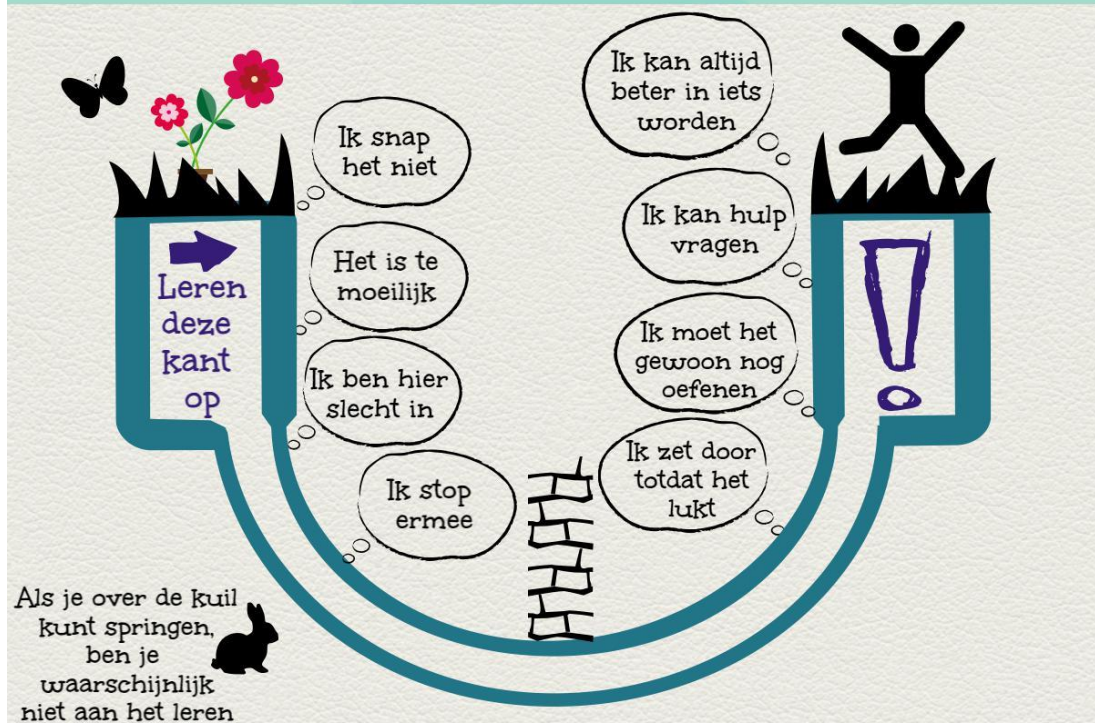 Leren
deze
kant
op
Ik snap
het niet
Het is te
moeilijk
Ik ben hier
slecht in
Ik stop
ermee
Ik zet door
totdat het
lukt
Ik moet het
gewoon nog
oefenen
Ik kan hulp
vragen
Ik kan altijd
beter in iets
worden
!
Als je over de kuil
kunt springen,
ben je
waarschijnlijk
niet aan het leren